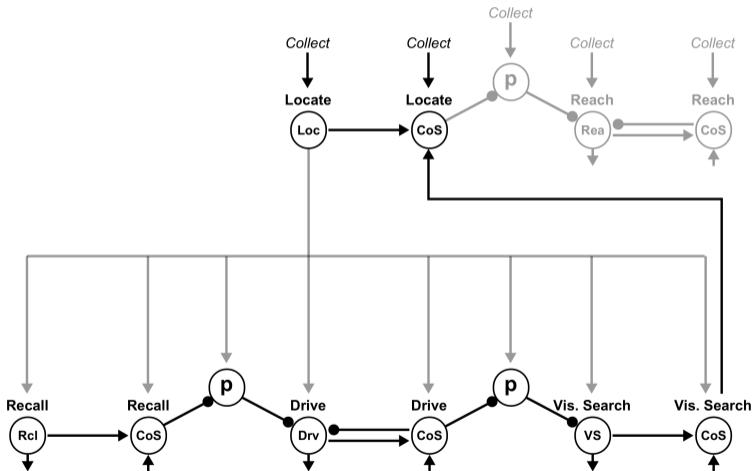 Collect
Collect Collect Collect Collect
p
Locate Locate Reach Reach
Loc CoS Rea CoS
p p
Recall Recall Drive Drive Vis. Search Vis. Search
Rcl CoS Drv CoS VS CoS